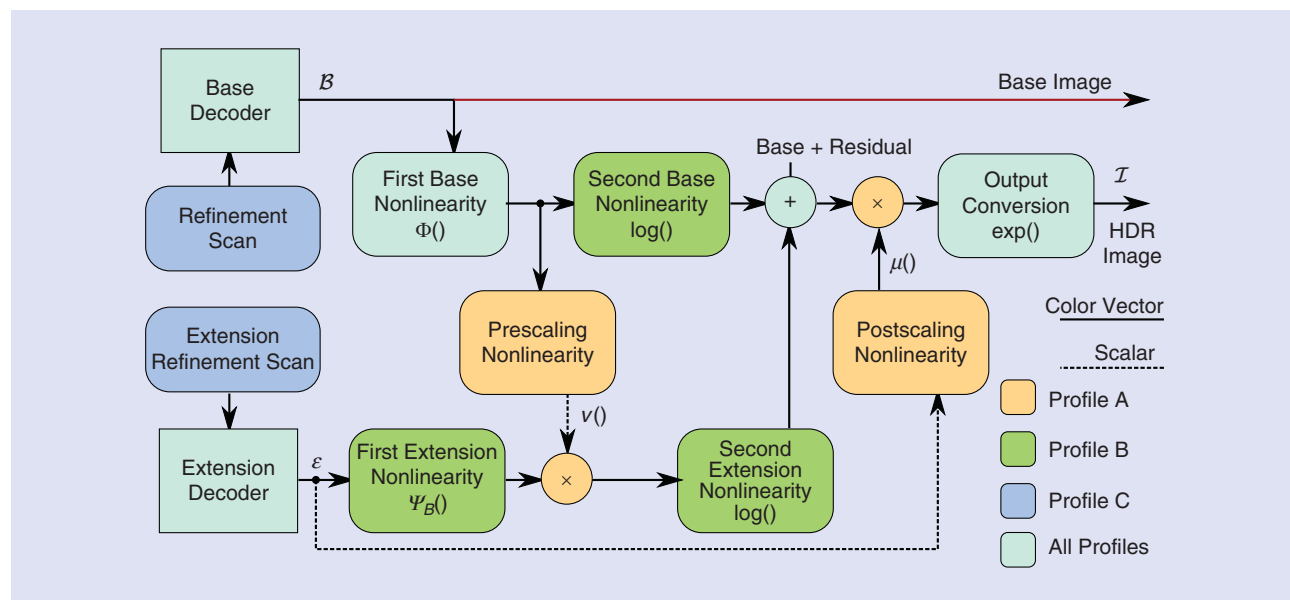 Base
Decoder
ℬ
Base Image
Refinement
Scan
First Base
Nonlinearity
Φ()
Second Base
Nonlinearity
log()
Base + Residual
+
×
Output
Conversion
exp()
ℐ
HDR
Image
μ()
Extension
Refinement Scan
Prescaling
Nonlinearity
Postscaling
Nonlinearity
ν()
Extension
Decoder
ε
First Extension
Nonlinearity
Ψ_B()
×
Second
Extension
Nonlinearity
log()
Color Vector
Scalar
Profile A
Profile B
Profile C
All Profiles